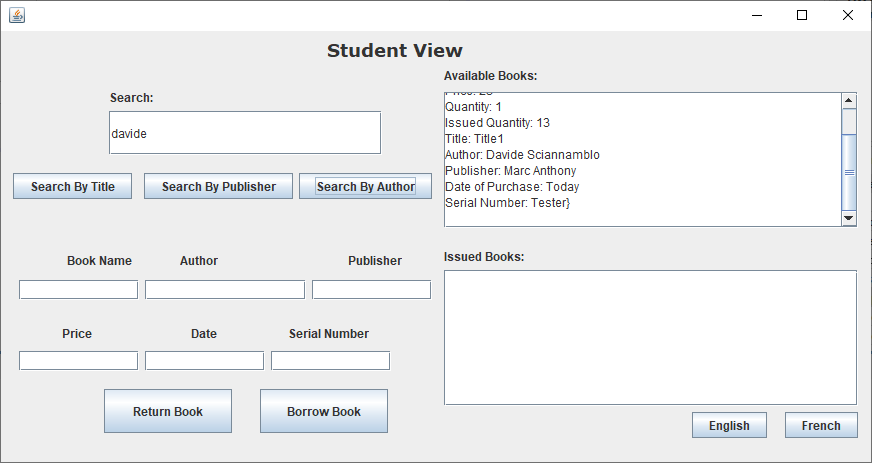 Student View
Search:
davide
Search By Title
Search By Publisher
Search By Author
Available Books:
Price: 23
Quantity: 1
Issued Quantity: 13
Title: Title1
Author: Davide Sciannamblo
Publisher: Marc Anthony
Date of Purchase: Today
Serial Number: Tester}
Book Name
Author
Publisher
Price
Date
Serial Number
Return Book
Borrow Book
Issued Books:
English
French